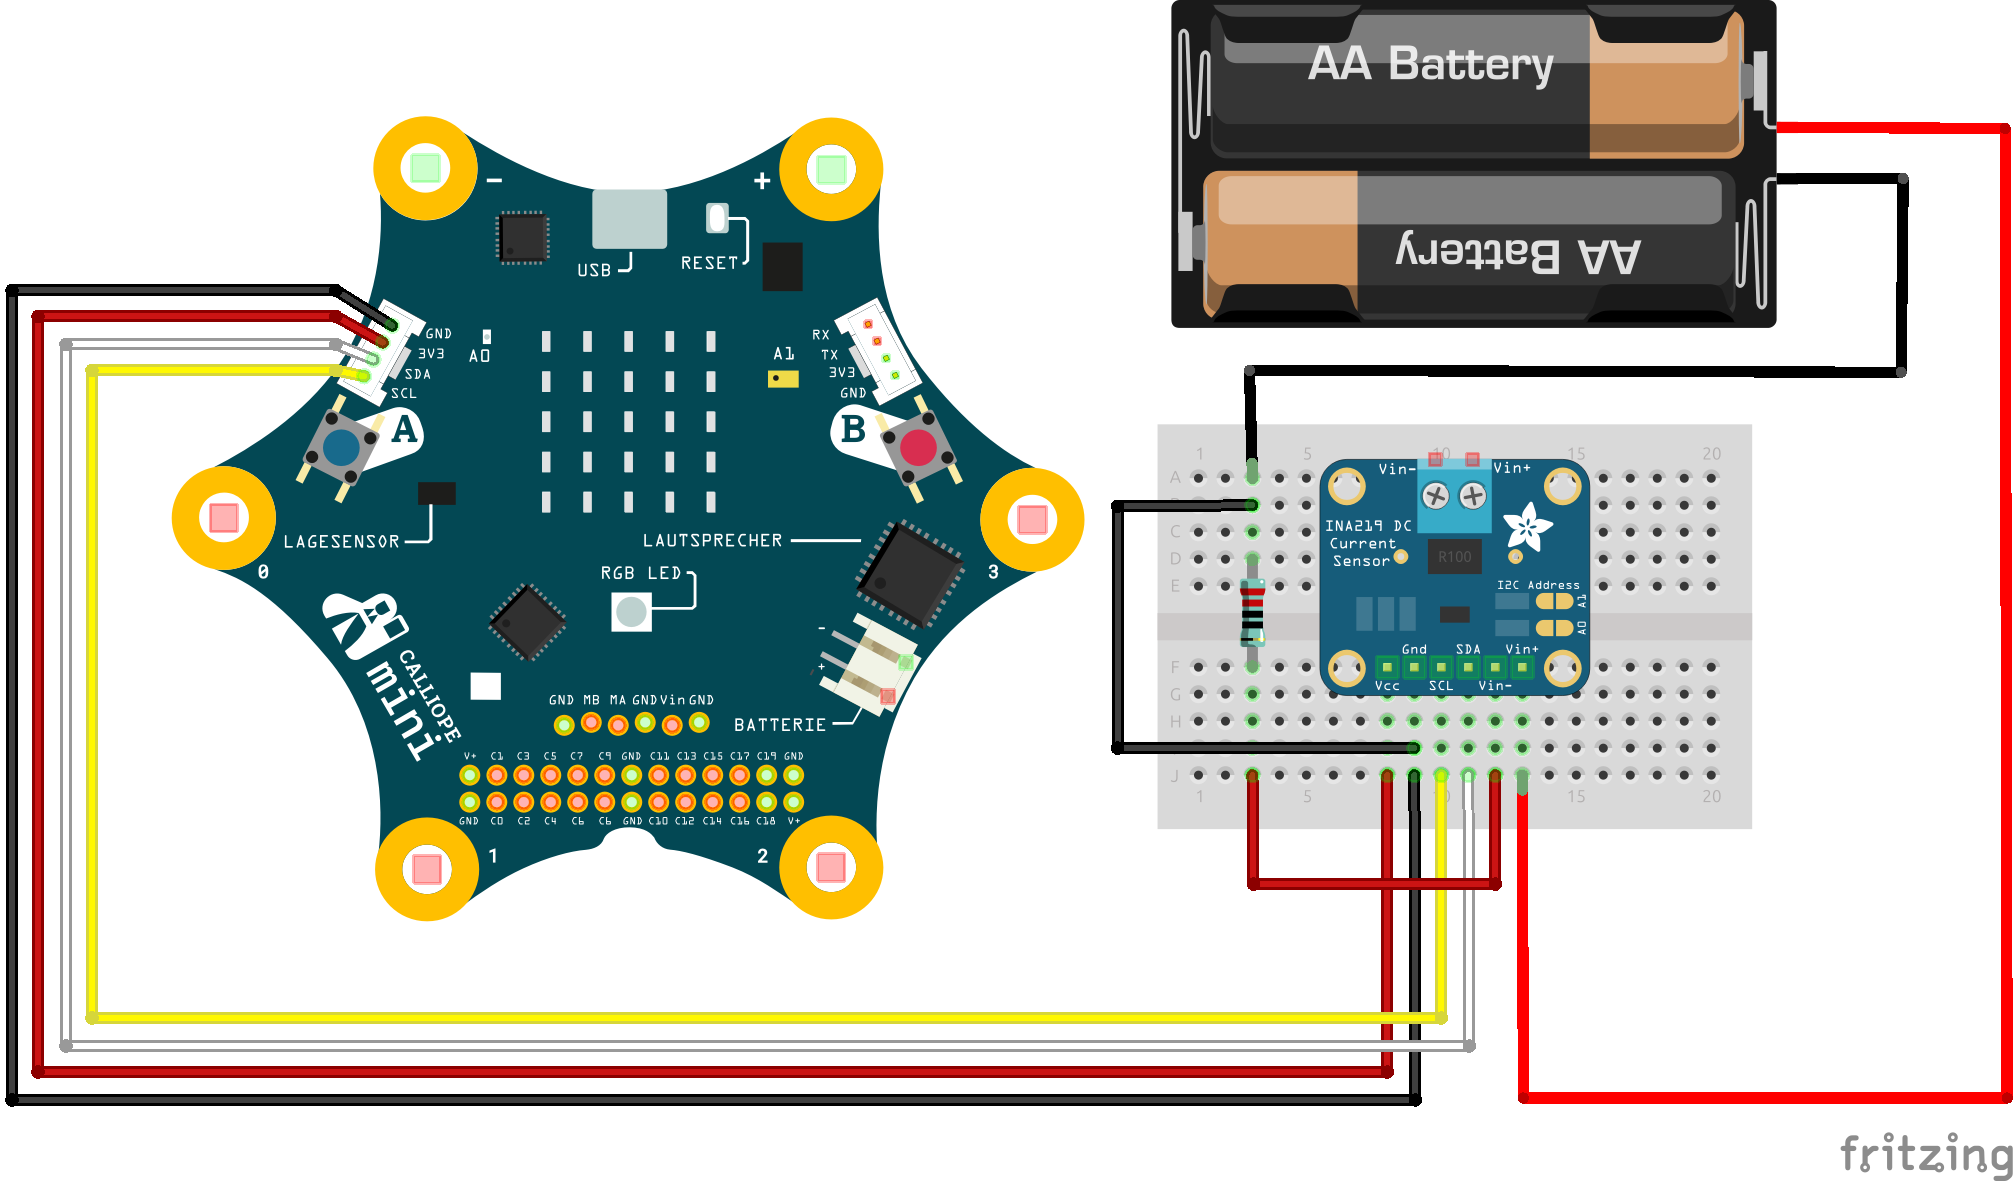 AA Battery
AA Battery
-
+
USB
RESET
GND
3V3
SDA
SCL
A0
A1
RX
TX
3V3
GND
A
B
LAGESENSOR
LAUTSPRECHER
RGB LED
0
3
-
+
CALLIOPE
mini
BATTERIE
GND MB MA GND Vin GND
V+ C1 C3 C5 C7 C9 GND C11 C13 C15 C17 C19 GND
GND C0 C2 C4 C6 C6 GND C10 C12 C14 C16 C18 V+
1
2
1 5 10 15 20
A
C
D
E
F
G
H
J
1 5 10 15 20
Vin- Vin+
INA219 DC
Current
Sensor
R100
I2C Address
A1
A0
Gnd SDA Vin+
Vcc SCL Vin-
fritzing